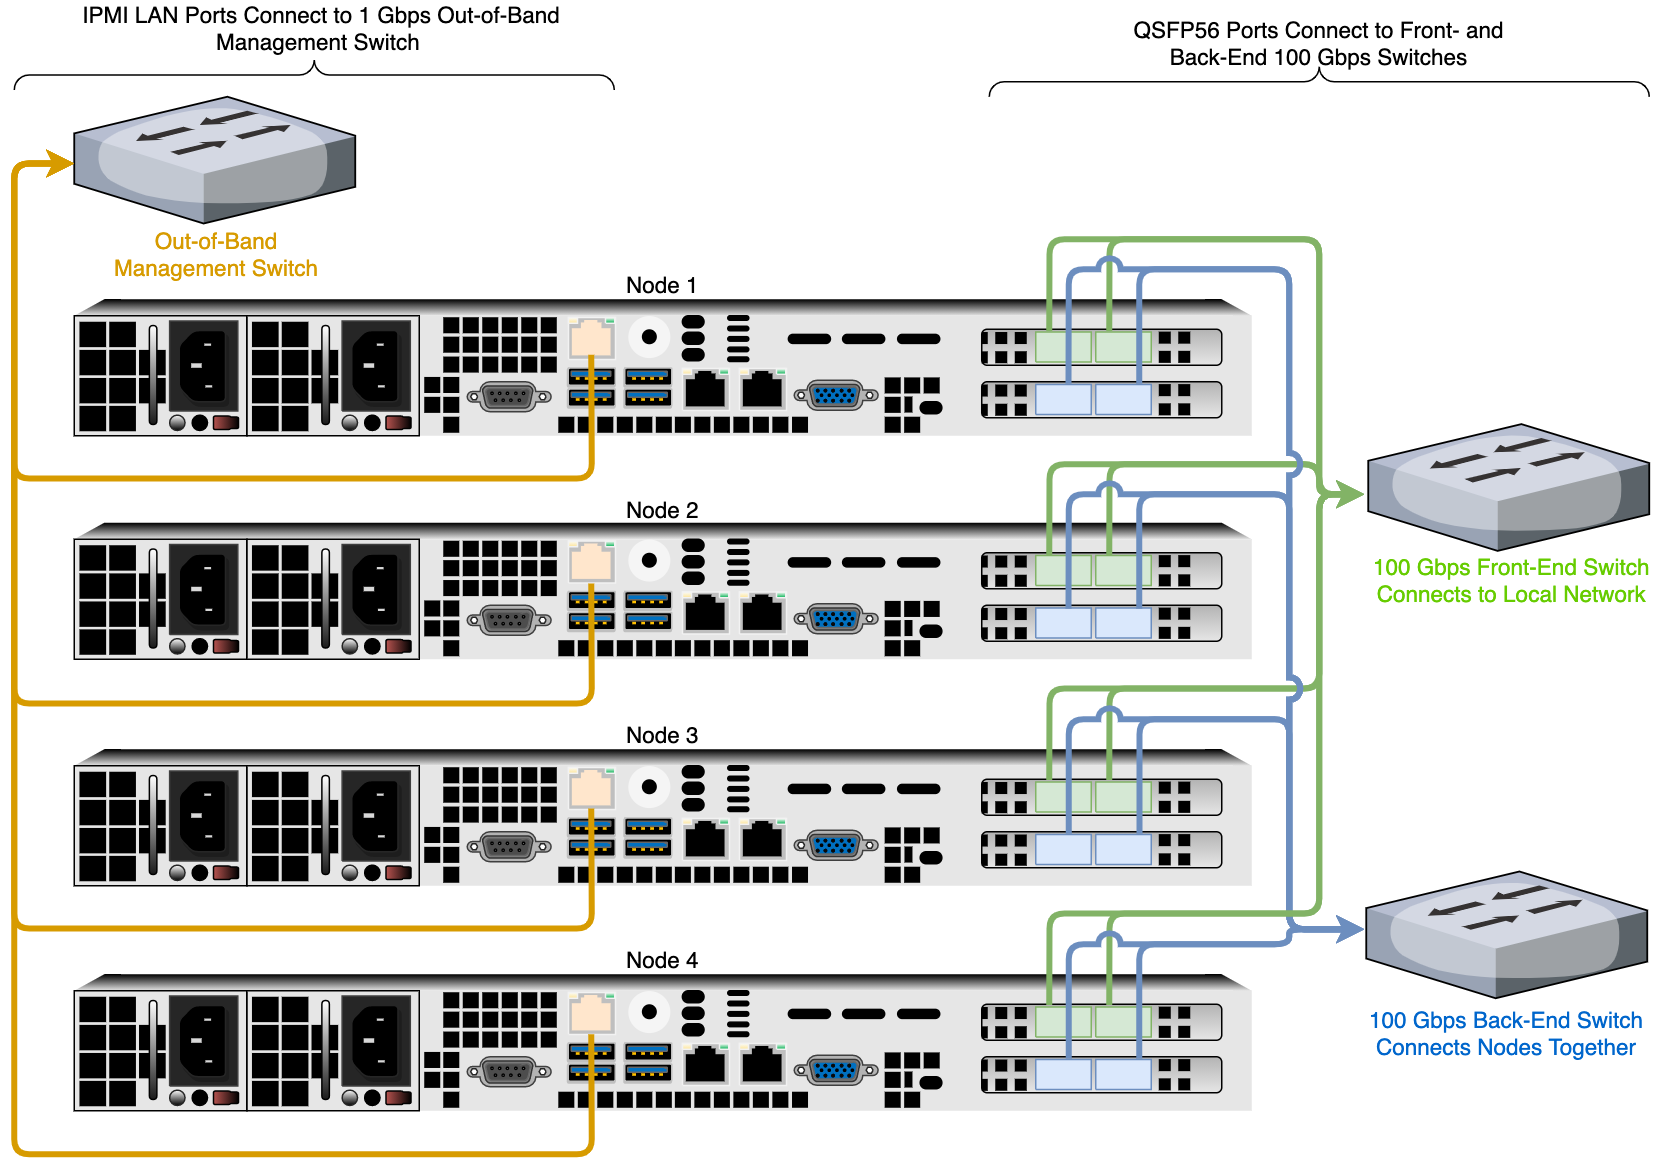 IPMI LAN Ports Connect to 1 Gbps Out-of-Band
Management Switch
QSFP56 Ports Connect to Front- and
Back-End 100 Gbps Switches
Out-of-Band
Management Switch
Node 1
Node 2
100 Gbps Front-End Switch
Connects to Local Network
Node 3
Node 4
100 Gbps Back-End Switch
Connects Nodes Together